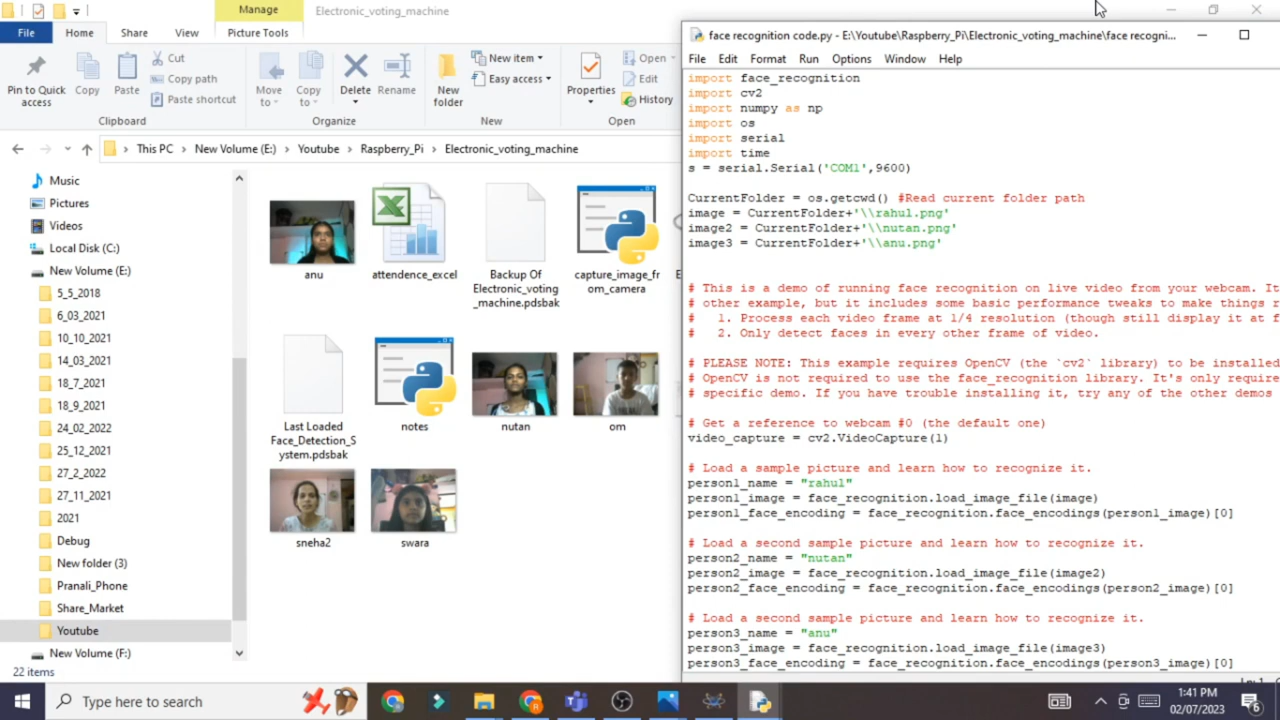 Manage
Electronic_voting_machine
File
Home
Share
View
Picture Tools
Pin to Quick access
Copy
Paste
Cut
Copy path
Paste shortcut
Clipboard
Move to
Copy to
Delete
Rename
Organize
New folder
New item
Easy access
New
Properties
Open
Edit
History
Open
This PC
New Volume (E:)
Youtube
Raspberry_Pi
Electronic_voting_machine
Music
Pictures
Videos
Local Disk (C:)
New Volume (E:)
5_5_2018
6_03_2021
10_10_2021
14_03_2021
18_7_2021
18_9_2021
24_02_2022
25_12_2021
27_2_2022
27_11_2021
2021
Debug
New folder (3)
Panali_Phone
Share_Market
Youtube
New Volume (F:)
22 items
anu
attendence_excel
Backup Of
Electronic_voting
_machine.pdsbak
capture_image_fr
om_camera
Last Loaded
Face_Detection_S
ystem.pdsbak
notes
nutan
om
sneha2
swara
face recognition code.py - E:\Youtube\Raspberry_Pi\Electronic_voting_machine\face recogni...
File Edit Format Run Options Window Help
import face_recognition
import cv2
import numpy as np
import os
import serial
import time
s = serial.Serial('COM1',9600)
CurrentFolder = os.getcwd() #Read current folder path
image = CurrentFolder+'\\rahul.png'
image2 = CurrentFolder+'\\nutan.png'
image3 = CurrentFolder+'\\anu.png'
# This is a demo of running face recognition on live video from your webcam. It
# other example, but it includes some basic performance tweaks to make things r
# 1. Process each video frame at 1/4 resolution (though still display it at f
# 2. Only detect faces in every other frame of video.
# PLEASE NOTE: This example requires OpenCV (the `cv2` library) to be installed
# OpenCV is not required to use the face_recognition library. It's only require
# specific demo. If you have trouble installing it, try any of the other demos
# Get a reference to webcam #0 (the default one)
video_capture = cv2.VideoCapture(1)
# Load a sample picture and learn how to recognize it.
person1_name = "rahul"
person1_image = face_recognition.load_image_file(image)
person1_face_encoding = face_recognition.face_encodings(person1_image)[0]
# Load a second sample picture and learn how to recognize it.
person2_name = "nutan"
person2_image = face_recognition.load_image_file(image2)
person2_face_encoding = face_recognition.face_encodings(person2_image)[0]
# Load a second sample picture and learn how to recognize it.
person3_name = "anu"
person3_image = face_recognition.load_image_file(image3)
person3_face_encoding = face_recognition.face_encodings(person3_image)[0]
Type here to search
1:41 PM
02/07/2023
6